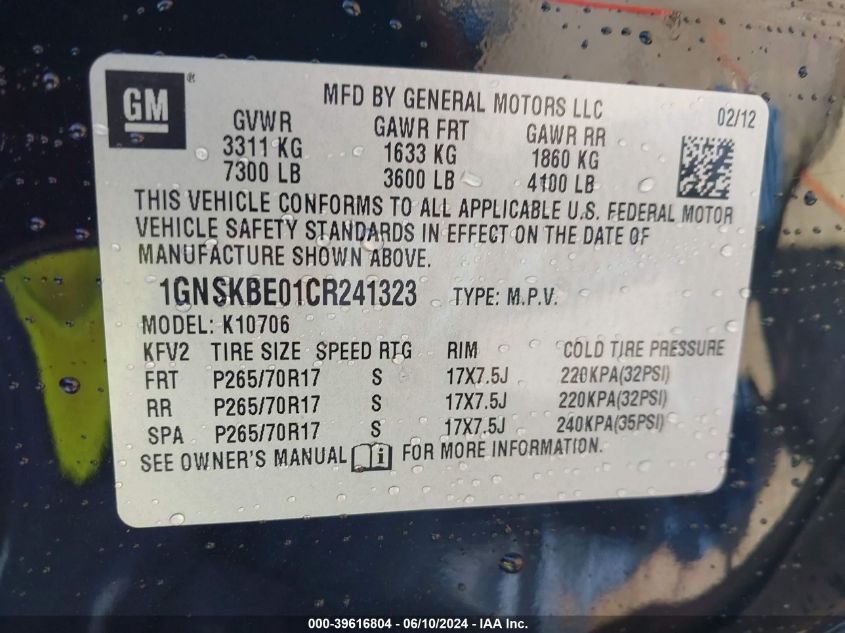 GM®
MFD BY GENERAL MOTORS LLC
02/12
GVWR GAWR FRT GAWR RR
3311 KG 1633 KG 1860 KG
7300 LB 3600 LB 4100 LB
THIS VEHICLE CONFORMS TO ALL APPLICABLE U.S. FEDERAL MOTOR
VEHICLE SAFETY STANDARDS IN EFFECT ON THE DATE OF
MANUFACTURE SHOWN ABOVE.
1GNSKBE01CR241323 TYPE: M.P.V.
MODEL: K10706
KFV2 TIRE SIZE SPEED RTG RIM COLD TIRE PRESSURE
FRT P265/70R17 S 17X7.5J 220KPA(32PSI)
RR P265/70R17 S 17X7.5J 220KPA(32PSI)
SPA P265/70R17 S 17X7.5J 240KPA(35PSI)
SEE OWNER'S MANUAL FOR MORE INFORMATION.
000-39616804 - 06/10/2024 - IAA Inc.